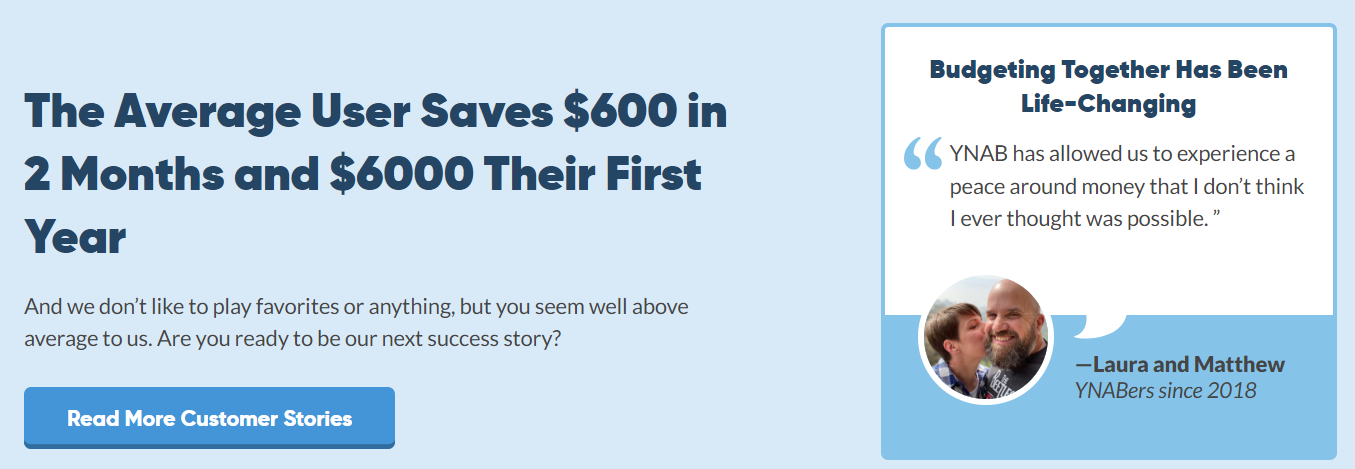 The Average User Saves $600 in
2 Months and $6000 Their First
Year
And we don’t like to play favorites or anything, but you seem well above
average to us. Are you ready to be our next success story?
Read More Customer Stories
Budgeting Together Has Been
Life-Changing
“ YNAB has allowed us to experience a
peace around money that I don’t think
I ever thought was possible. ”
—Laura and Matthew
YNABers since 2018